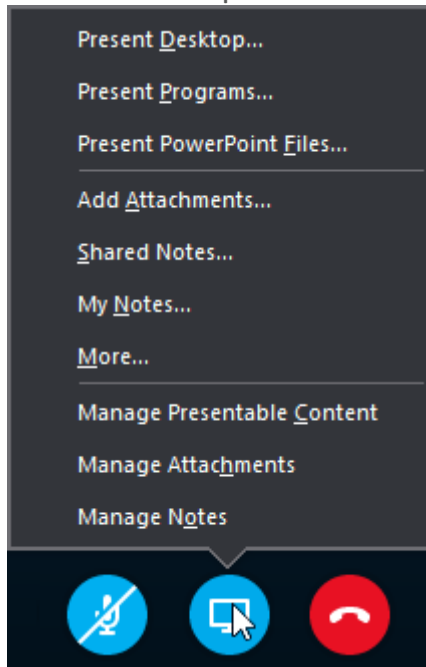 Present Desktop...
Present Programs...
Present PowerPoint Files...
Add Attachments...
Shared Notes...
My Notes...
More...
Manage Presentable Content
Manage Attachments
Manage Notes